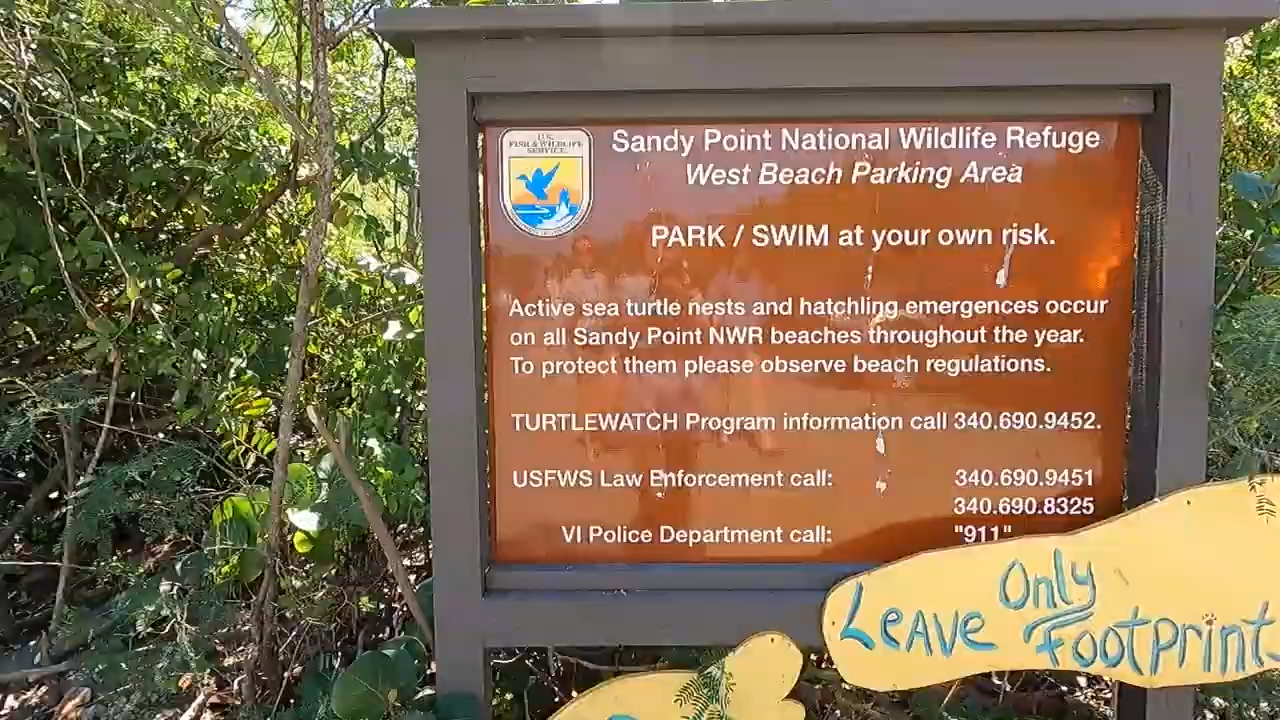 U.S.
FISH & WILDLIFE
SERVICE
Sandy Point National Wildlife Refuge
West Beach Parking Area
PARK / SWIM at your own risk.
Active sea turtle nests and hatchling emergences occur
on all Sandy Point NWR beaches throughout the year.
To protect them please observe beach regulations.
TURTLEWATCH Program information call 340.690.9452.
USFWS Law Enforcement call: 340.690.9451
340.690.8325
VI Police Department call: "911"
Only
Leave Footprint